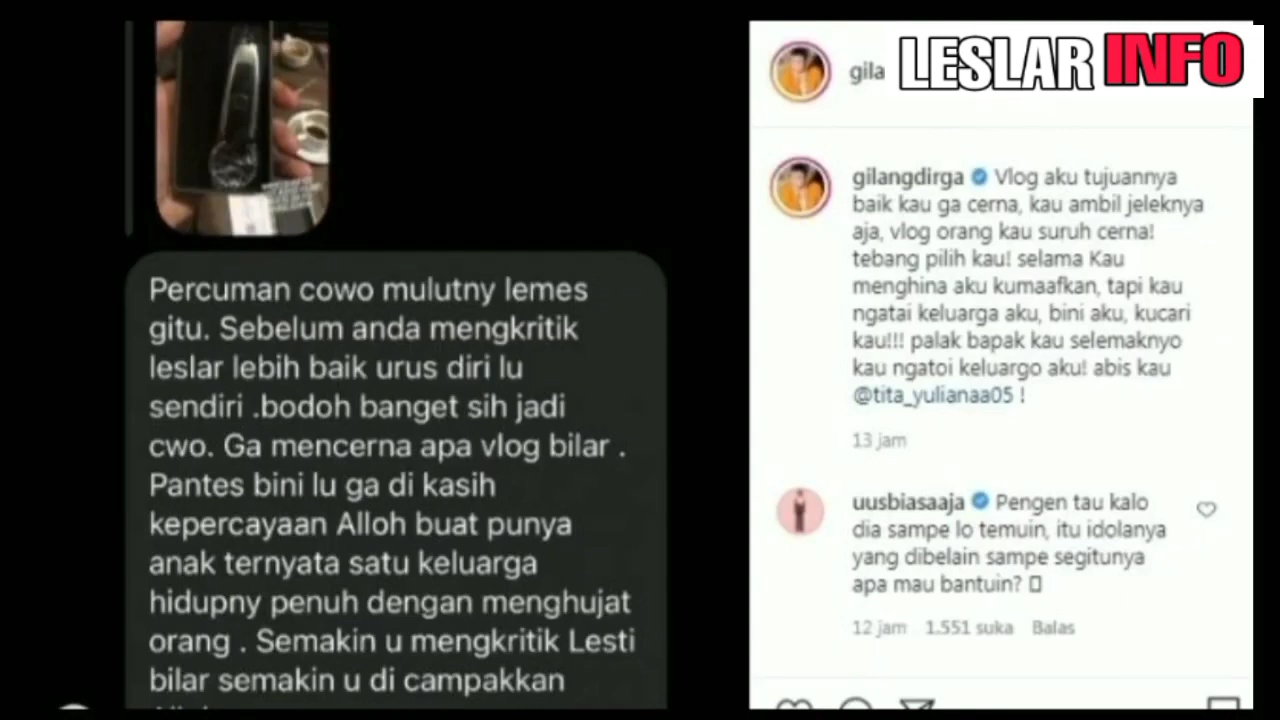 Percuman cowo mulutny lemes
gitu. Sebelum anda mengkritik
leslar lebih baik urus diri lu
sendiri .bodoh banget sih jadi
cwo. Ga mencerna apa vlog bilar .
Pantes bini lu ga di kasih
kepercayaan Alloh buat punya
anak ternyata satu keluarga
hidupny penuh dengan menghujat
orang . Semakin u mengkritik Lesti
bilar semakin u di campakkan
LESLAR INFO
gila
gilangdirga Vlog aku tujuannya
baik kau ga cerna, kau ambil jeleknya
aja, vlog orang kau suruh cerna!
tebang pilih kau! selama Kau
menghina aku kumaafkan, tapi kau
ngatai keluarga aku, bini aku, kucari
kau!!! palak bapak kau selemaknyo
kau ngatoi keluargo aku! abis kau
@tita_yulianaa05 !
13 jam
uusbiasaaja Pengen tau kalo
dia sampe lo temuin, itu idolanya
yang dibelain sampe segitunya
apa mau bantuin?
12 jam 1.551 suka Balas